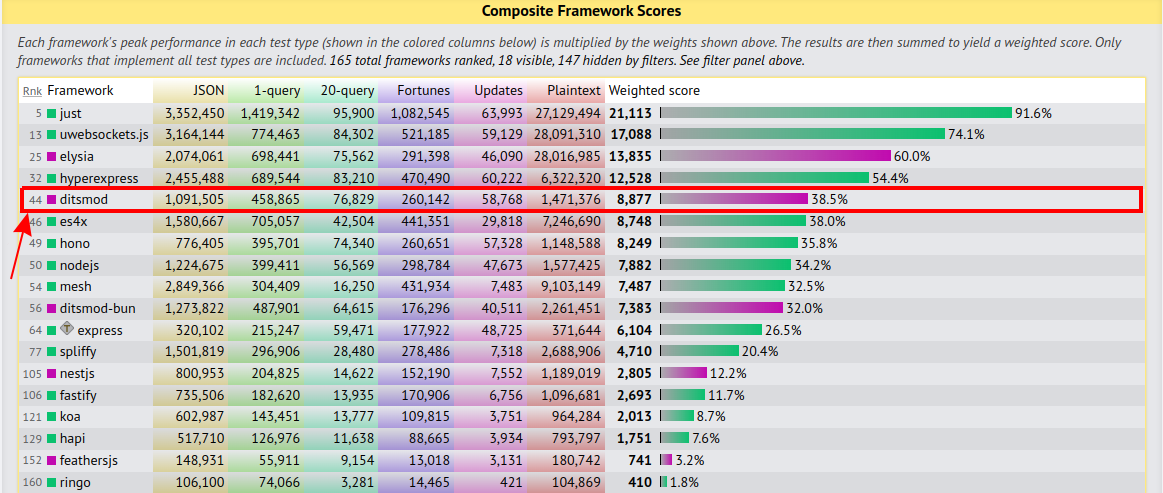 Composite Framework Scores
Each framework's peak performance in each test type (shown in the colored columns below) is multiplied by the weights shown above. The results are then summed to yield a weighted score. Only
frameworks that implement all test types are included. 165 total frameworks ranked, 18 visible, 147 hidden by filters. See filter panel above.
Rnk Framework JSON 1-query 20-query Fortunes Updates Plaintext Weighted score
5 just 3,352,450 1,419,342 95,900 1,082,545 63,993 27,129,494 21,113 91.6%
13 uwebsockets.js 3,164,144 774,463 84,302 521,185 59,129 28,091,310 17,088 74.1%
25 elysia 2,074,061 698,441 75,562 291,398 46,090 28,016,985 13,835 60.0%
32 hyperexpress 2,455,488 689,544 83,210 470,490 60,222 6,322,320 12,528 54.4%
44 ditsmod 1,091,505 458,865 76,829 260,142 58,768 1,471,376 8,877 38.5%
46 es4x 1,580,667 705,057 42,504 441,351 29,818 7,246,690 8,748 38.0%
49 hono 776,405 395,701 74,340 260,651 57,328 1,148,588 8,249 35.8%
50 nodejs 1,224,675 399,411 56,569 298,784 47,673 1,577,425 7,882 34.2%
54 mesh 2,849,366 304,409 16,250 431,934 7,483 9,103,149 7,487 32.5%
56 ditsmod-bun 1,273,822 487,901 64,615 176,296 40,511 2,261,451 7,383 32.0%
64 T express 320,102 215,247 59,471 177,922 48,725 371,644 6,104 26.5%
77 spliffy 1,501,819 296,906 28,480 278,486 7,318 2,688,906 4,710 20.4%
105 nestjs 800,953 204,825 14,622 152,190 7,552 1,189,019 2,805 12.2%
106 fastify 735,506 182,620 13,935 170,906 6,756 1,096,681 2,693 11.7%
121 koa 602,987 143,451 13,777 109,815 3,751 964,284 2,013 8.7%
129 hapi 517,710 126,976 11,638 88,665 3,934 793,797 1,751 7.6%
152 feathersjs 148,931 55,911 9,154 13,018 3,131 180,742 741 3.2%
160 ringo 106,100 74,066 3,281 14,465 421 104,869 410 1.8%